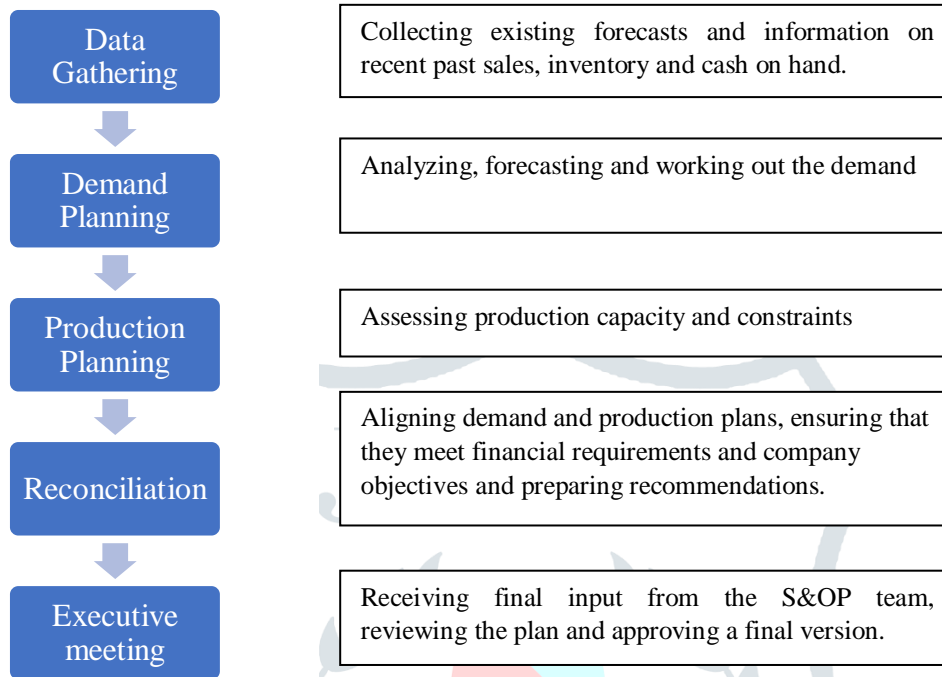 Data
Gathering
Collecting existing forecasts and information on
recent past sales, inventory and cash on hand.
Demand
Planning
Analyzing, forecasting and working out the demand
Production
Planning
Assessing production capacity and constraints
Reconciliation
Aligning demand and production plans, ensuring that
they meet financial requirements and company
objectives and preparing recommendations.
Executive
meeting
Receiving final input from the S&OP team,
reviewing the plan and approving a final version.